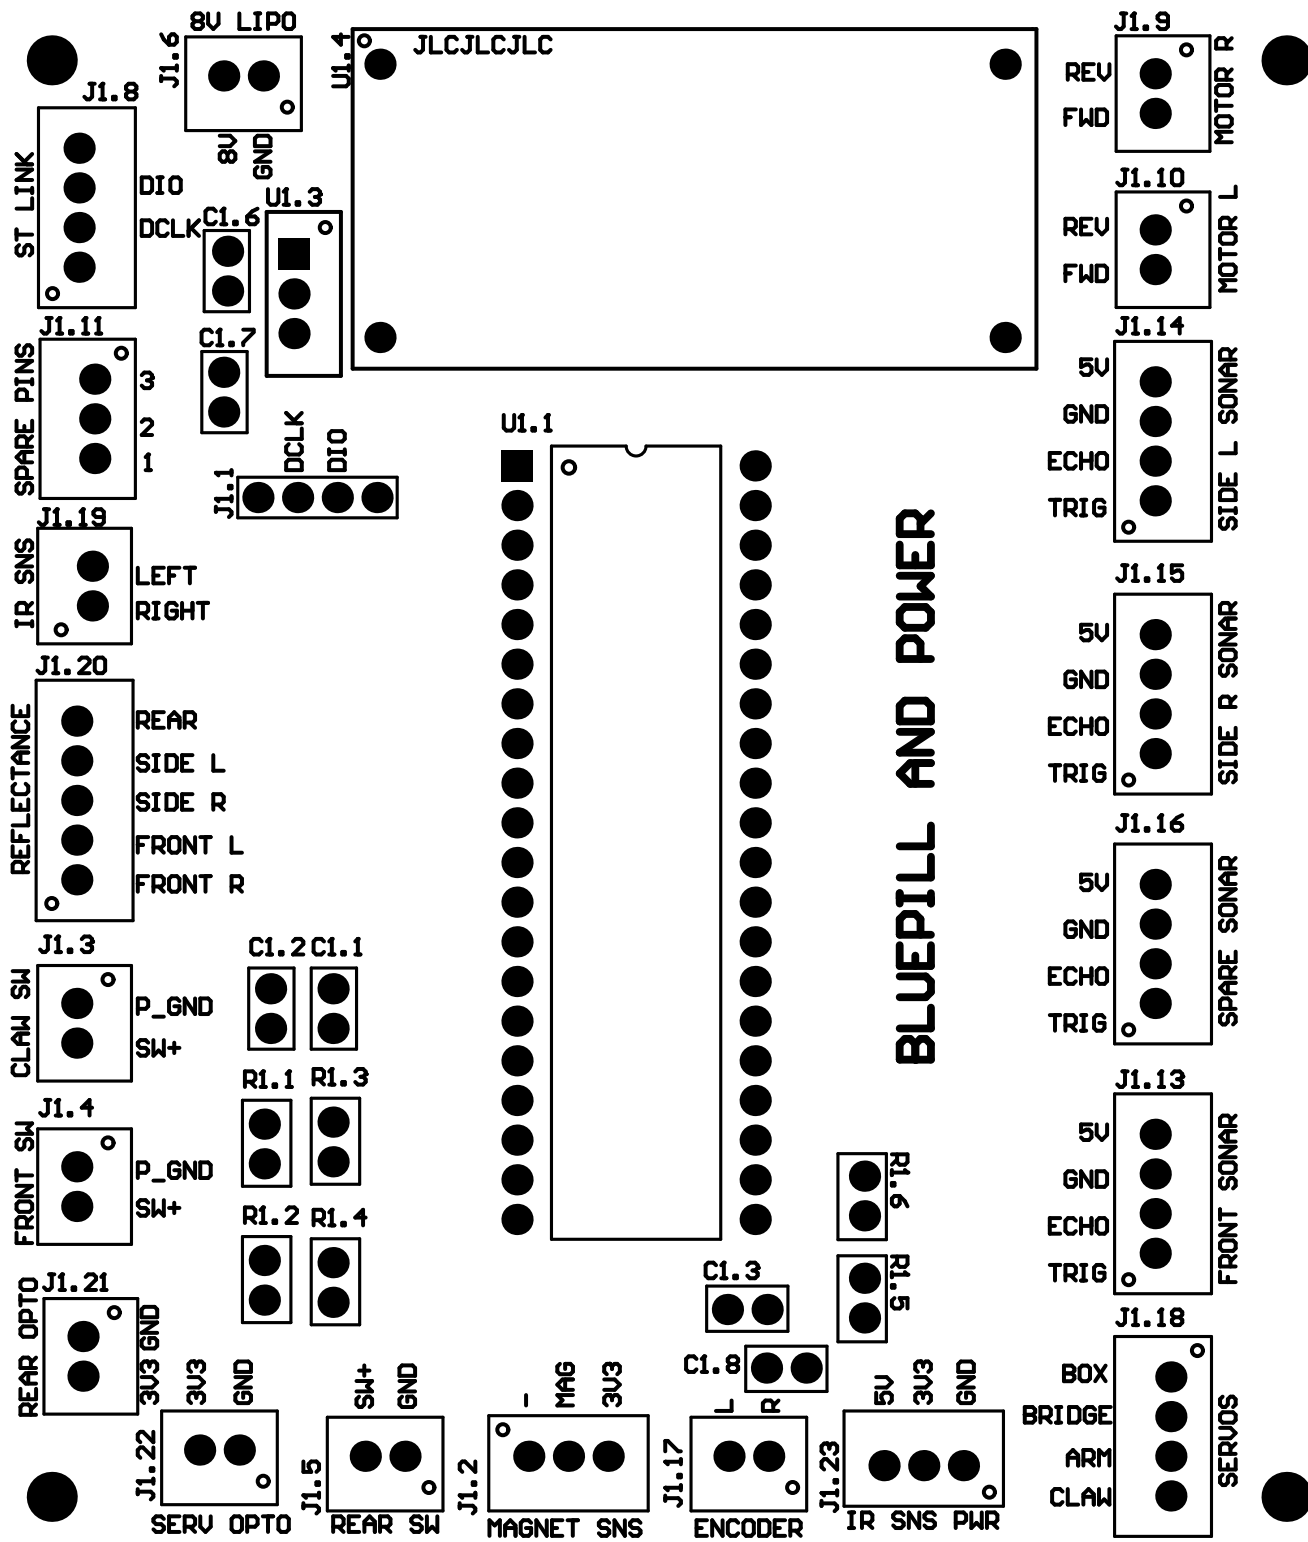 8V LIPO
J1.6
8V
GND
U1.4
JLCJLCJLC
J1.9
REV
FWD
MOTOR R
J1.8
ST LINK
DIO
DCLK
C1.6
U1.3
J1.10
REV
FWD
MOTOR L
J1.11
SPARE PINS
3
2
1
C1.7
J1.1
DCLK
DIO
U1.1
J1.14
5V
GND
ECHO
TRIG
SIDE L SONAR
J1.19
IR SNS
LEFT
RIGHT
BLUEPILL AND POWER
J1.15
5V
GND
ECHO
TRIG
SIDE R SONAR
J1.20
REFLECTANCE
REAR
SIDE L
SIDE R
FRONT L
FRONT R
J1.16
5V
GND
ECHO
TRIG
SPARE SONAR
J1.3
CLAW SW
P_GND
SW+
C1.2
C1.1
R1.1
R1.3
J1.4
FRONT SW
P_GND
SW+
R1.2
R1.4
R1.6
R1.5
J1.13
5V
GND
ECHO
TRIG
FRONT SONAR
J1.21
REAR OPTO
3V3 GND
C1.3
C1.8
J1.18
BOX
BRIDGE
ARM
CLAW
SERVOS
3V3
GND
J1.22
SERV OPTO
SW+
GND
J1.5
REAR SW
-
MAG
3V3
J1.2
MAGNET SNS
L
R
J1.17
ENCODER
5V
3V3
GND
J1.23
IR SNS PWR